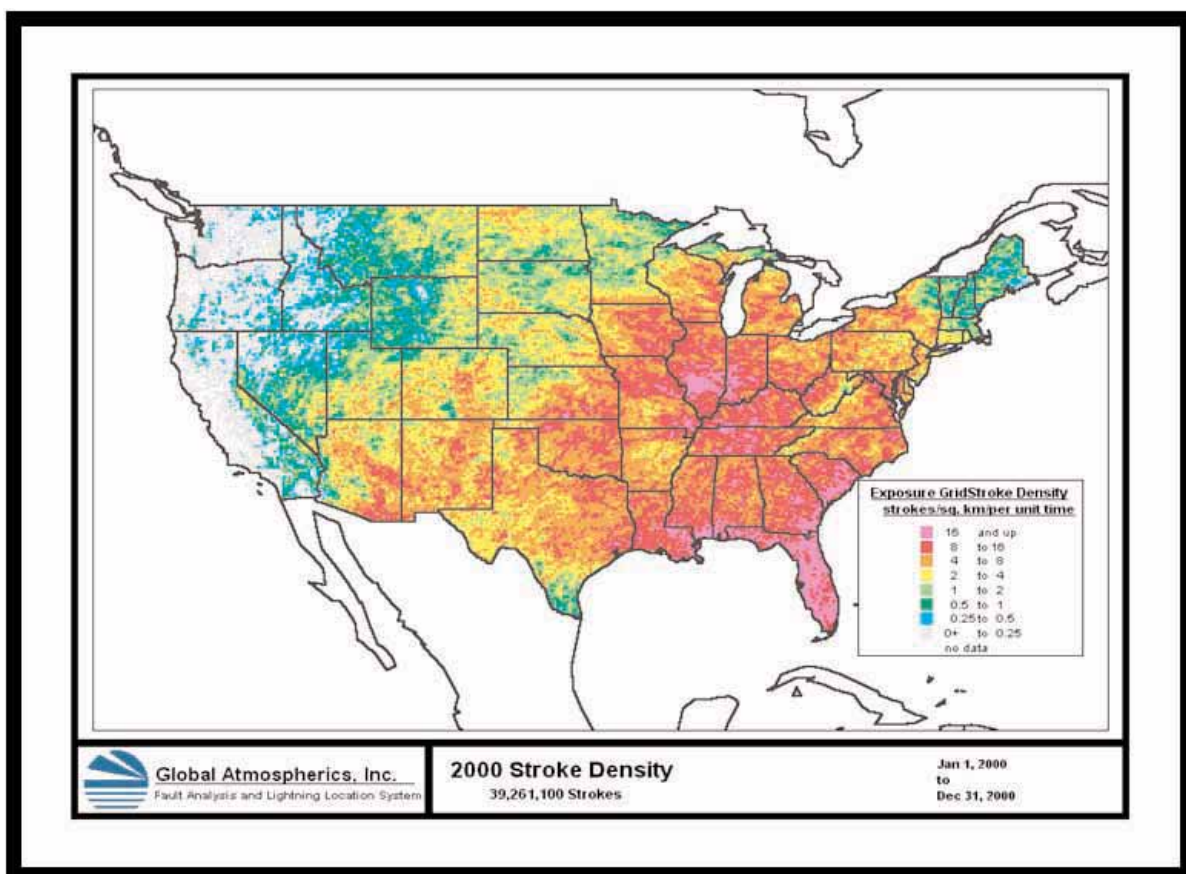 Exposure GridStroke Density
strokes/sq. km/per unit time
16 and up
8 to 16
4 to 8
2 to 4
1 to 2
0.5 to 1
0.25 to 0.5
0+ to 0.25
no data
Global Atmospherics, Inc.
Fault Analysis and Lightning Location System
2000 Stroke Density
39,261,100 Strokes
Jan 1, 2000
to
Dec 31, 2000